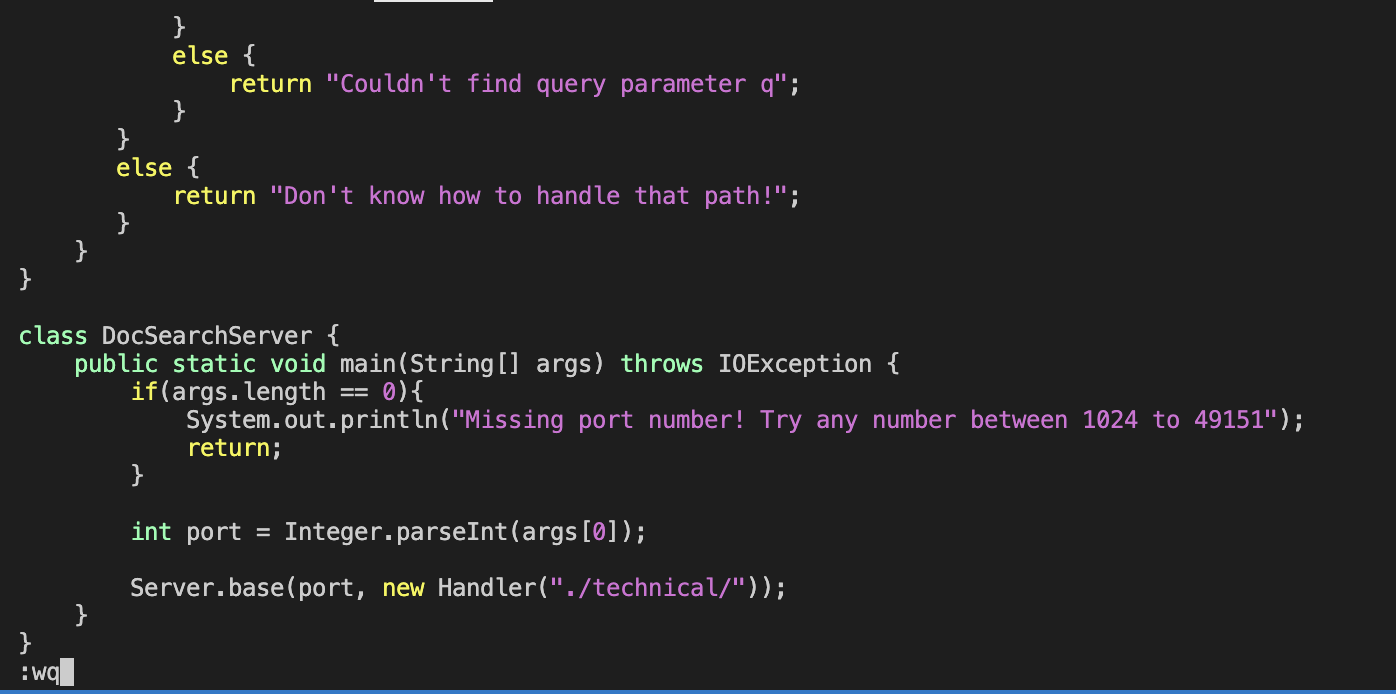 }
            else {
                return "Couldn't find query parameter q";
            }
        }
        else {
            return "Don't know how to handle that path!";
        }
    }
}

class DocSearchServer {
    public static void main(String[] args) throws IOException {
        if(args.length == 0){
            System.out.println("Missing port number! Try any number between 1024 to 49151");
            return;
        }

        int port = Integer.parseInt(args[0]);

        Server.base(port, new Handler("./technical/"));
    }
}
:wq